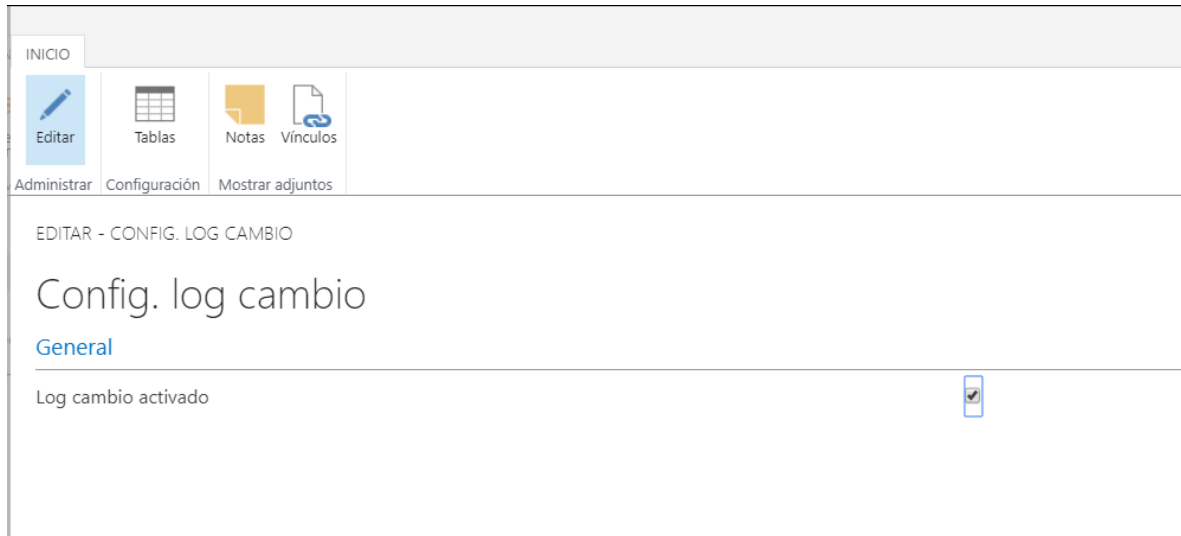 INICIO
Editar
Tablas
Notas
Vínculos
Administrar
Configuración
Mostrar adjuntos
EDITAR - CONFIG. LOG CAMBIO
Config. log cambio
General
Log cambio activado